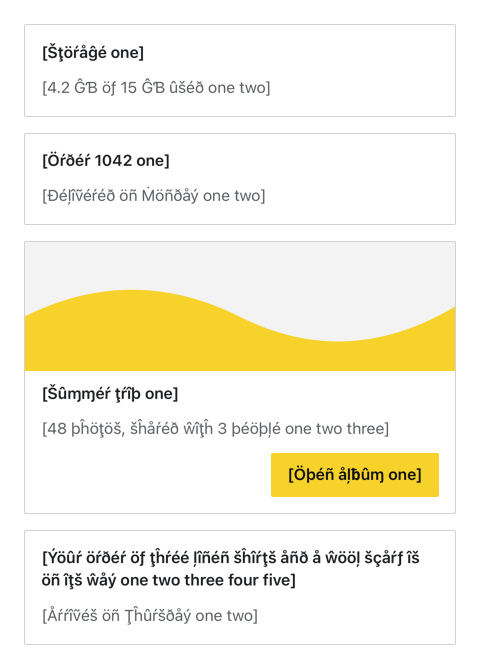 [Šţöŕåĝé one]
[4.2 ĜƁ öƒ 15 ĜƁ ûšéð one two]
[Öŕðéŕ 1042 one]
[Ðéļîṽéŕéð öñ Ṁöñðåý one two]
[Šûɱɱéŕ ţŕîþ one]
[48 þĥöţöš, šĥåŕéð ŵîţĥ 3 þéöþļé one two three]
[Öþéñ åļƀûɱ one]
[Ýöûŕ öŕðéŕ öƒ ţĥŕéé ļîñéñ šĥîŕţš åñð å ŵööļ šçåŕƒ îš
öñ îţš ŵåý one two three four five]
[Åŕŕîṽéš öñ Ţĥûŕšðåý one two]